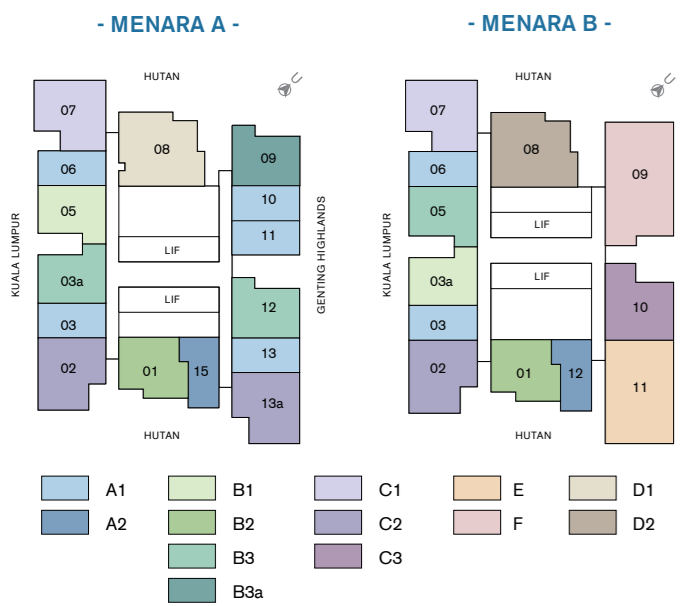 - MENARA A -
HUTAN
U
07
08
06
09
05
10
11
LIF
KUALA LUMPUR
GENTING HIGHLANDS
03a
LIF
12
03
02
01
15
13
13a
HUTAN
- MENARA B -
HUTAN
U
07
08
06
09
05
LIF
KUALA LUMPUR
03a
LIF
10
03
02
01
12
11
HUTAN
A1
B1
C1
E
D1
A2
B2
C2
F
D2
B3
C3
B3a